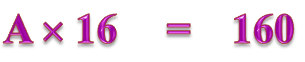 A × 16 = 160